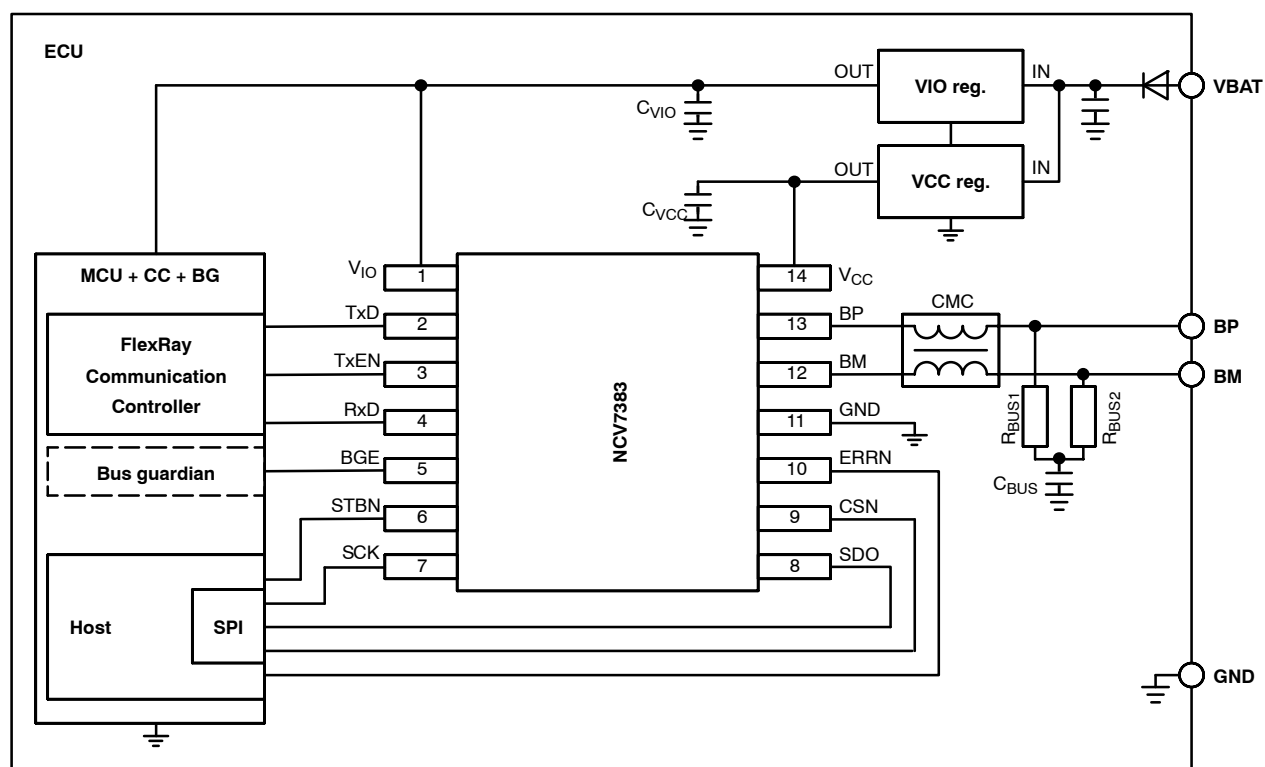 ECU
OUT
VIO reg.
IN
VBAT
CVIO
OUT
VCC reg.
IN
CVCC
MCU + CC + BG
VIO
1
14
VCC
CMC
FlexRay
Communication
Controller
TxD
2
13
BP
BP
TxEN
3
12
BM
BM
RxD
4
11
GND
RBUS1
RBUS2
NCV7383
Bus guardian
BGE
5
10
ERRN
CBUS
STBN
6
9
CSN
SCK
7
8
SDO
Host
SPI
GND